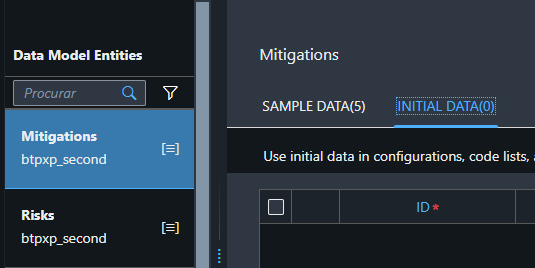 Data Model Entities
Procurar
Mitigations
btpxp_second
Risks
btpxp_second
Mitigations
SAMPLE DATA(5) INITIAL DATA(0)
Use initial data in configurations, code lists,
ID *